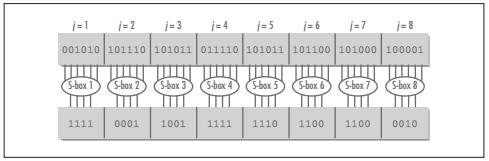 j = 1 j = 2 j = 3 j = 4 j = 5 j = 6 j = 7 j = 8
001010 101110 101011 011110 101011 101100 101000 100001
S-box 1 S-box 2 S-box 3 S-box 4 S-box 5 S-box 6 S-box 7 S-box 8
1111 0001 1001 1111 1110 1100 1100 0010